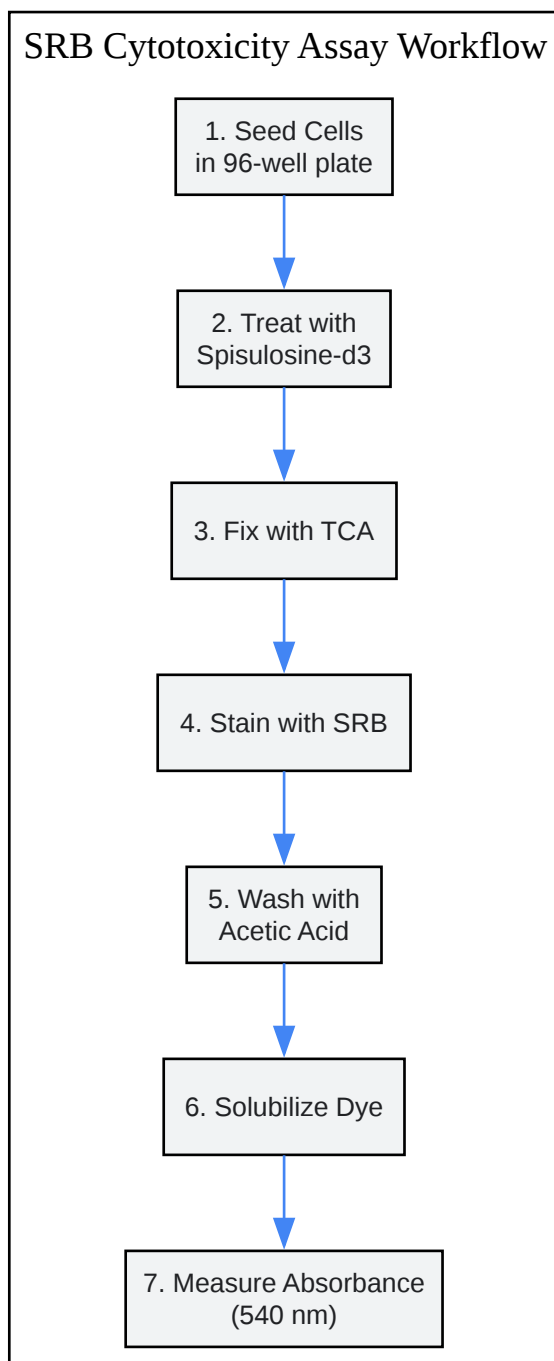 SRB Cytotoxicity Assay Workflow
1. Seed Cells
in 96-well plate
2. Treat with
Spisulosine-d3
3. Fix with TCA
4. Stain with SRB
5. Wash with
Acetic Acid
6. Solubilize Dye
7. Measure Absorbance
(540 nm)